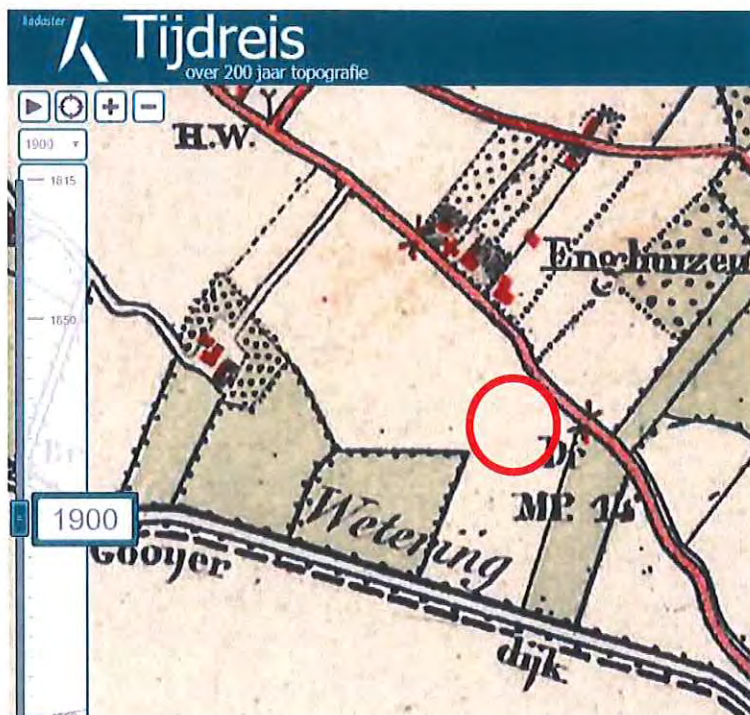 kadaster
Tijdreis
over 200 jaar topografie
1900
1815
1850
1900
H.W.
Enghuizen
MP. 14
Wetering
Gooyer
dijk